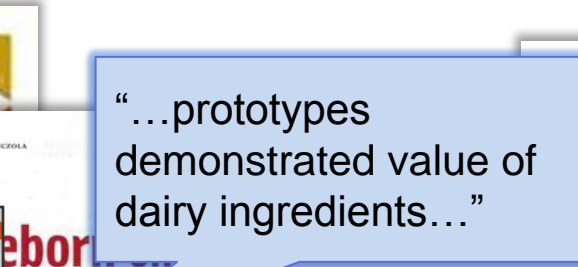 “…prototypes
demonstrated value of
dairy ingredients…”